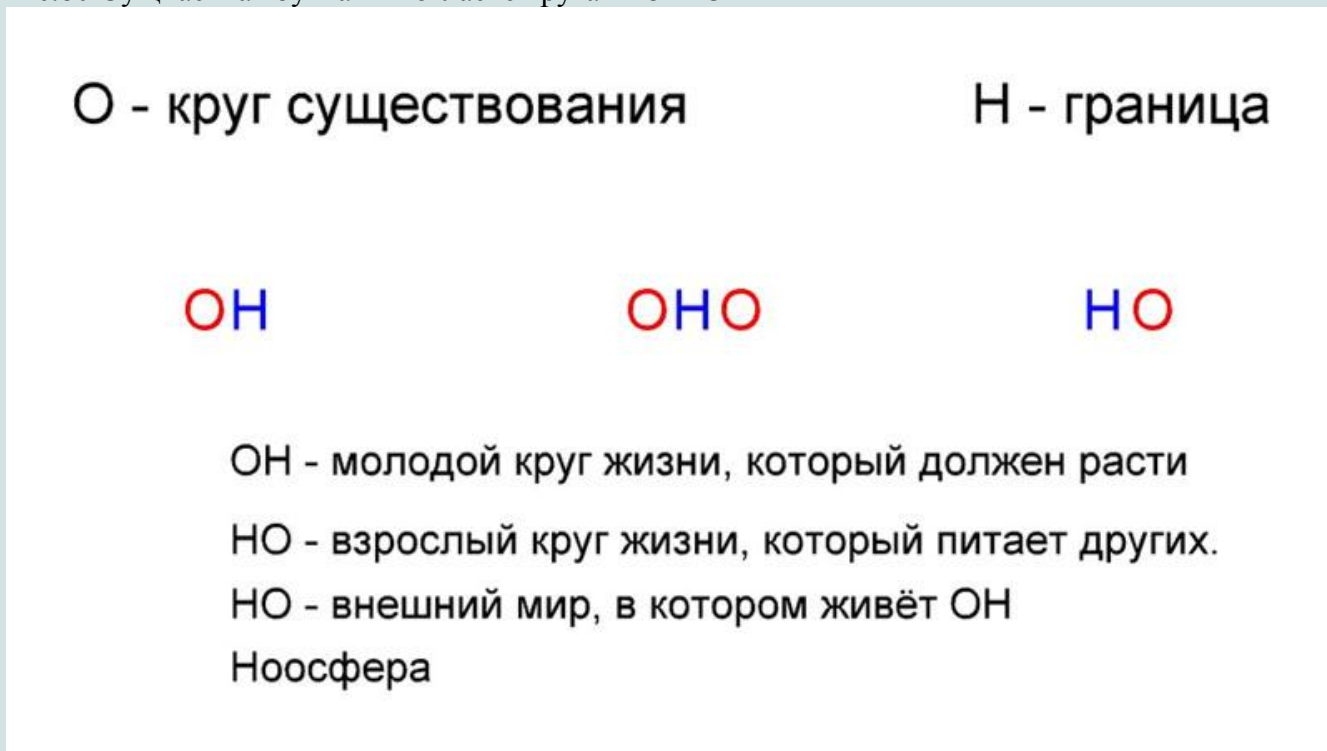 О - круг существования Н - граница
ОН ОНО НО
ОН - молодой круг жизни, который должен расти
НО - взрослый круг жизни, который питает других.
НО - внешний мир, в котором живёт ОН
Ноосфера